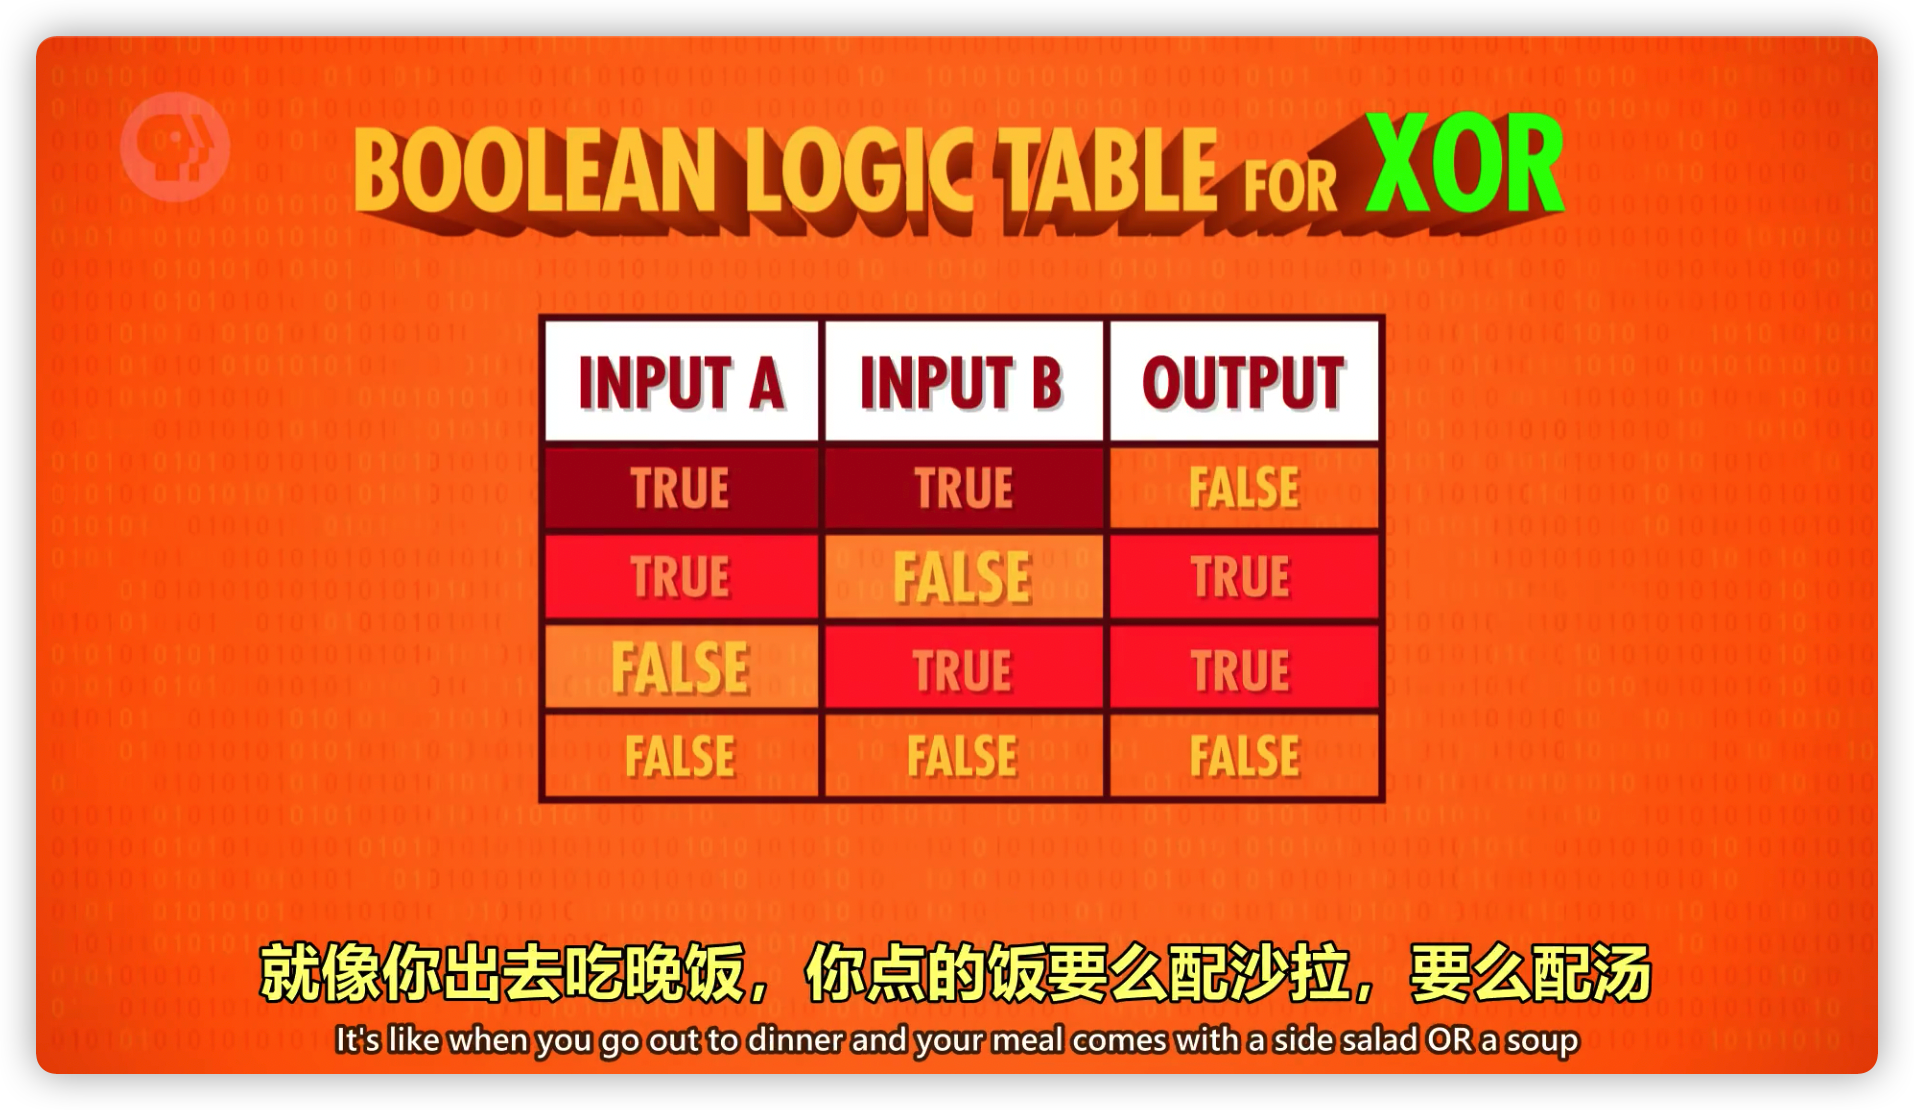 BOOLEAN LOGIC TABLE FOR XOR
INPUT A INPUT B OUTPUT
TRUE TRUE FALSE
TRUE FALSE TRUE
FALSE TRUE TRUE
FALSE FALSE FALSE
就像你出去吃晚饭，你点的饭要么配沙拉，要么配汤
It's like when you go out to dinner and your meal comes with a side salad OR a soup